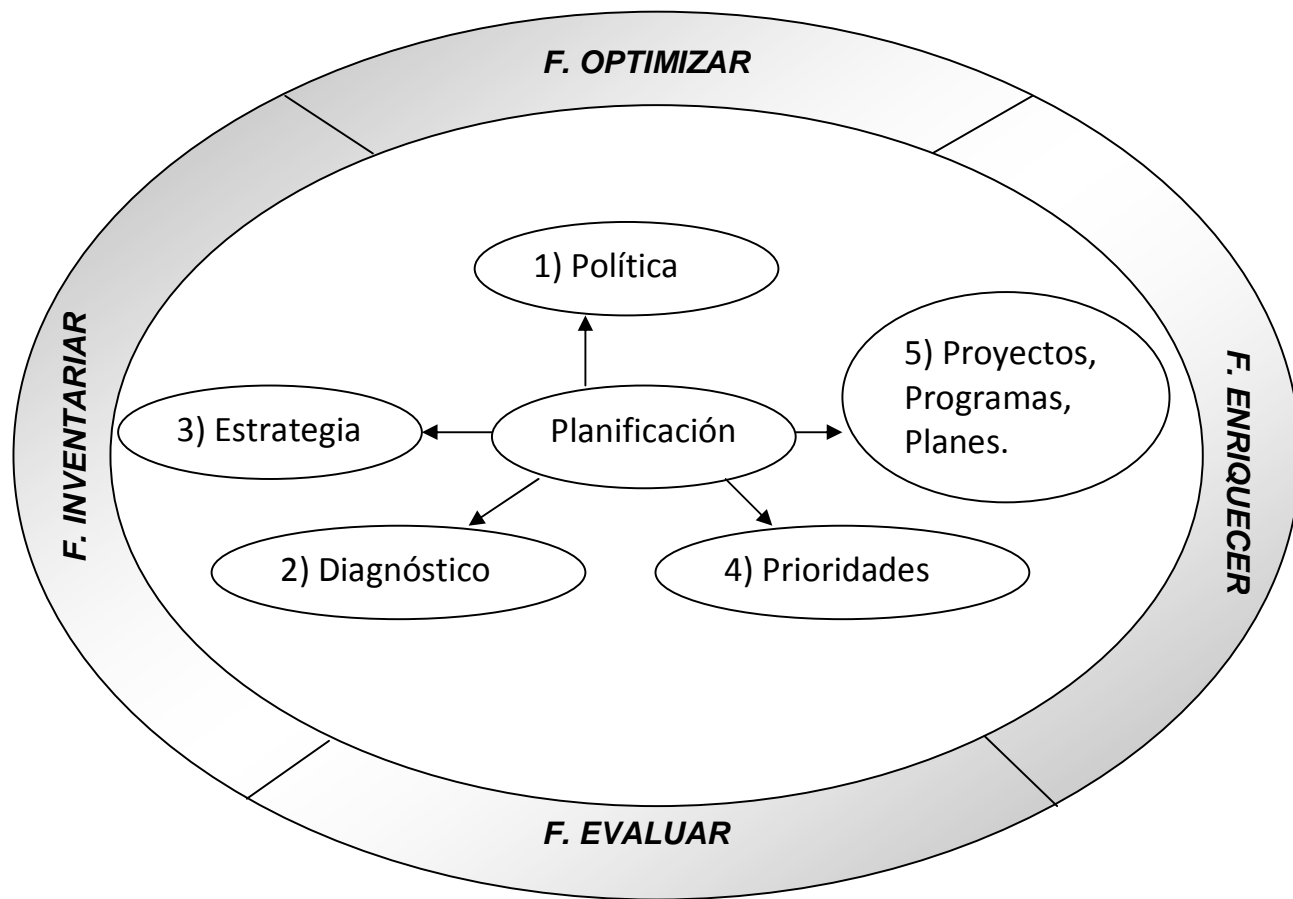 F. OPTIMIZAR
1) Política
5) Proyectos,
Programas,
Planes.
F. INVENTARIAR
3) Estrategia
Planificación
F. ENRIQUECER
2) Diagnóstico
4) Prioridades
F. EVALUAR